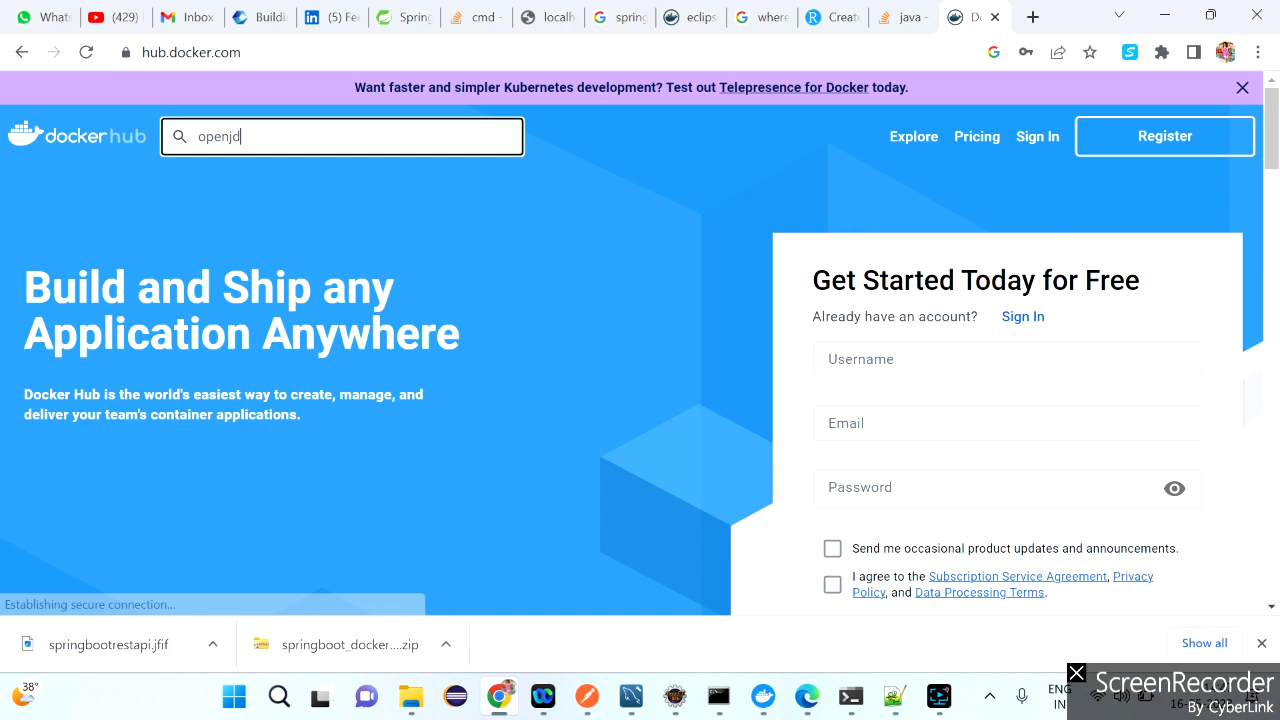 Whats
(429)
Inbox
Buildin
(5) Fee
Spring
cmd -
localh
spring
eclips
where
Create
java -
Do
hub.docker.com
Want faster and simpler Kubernetes development? Test out Telepresence for Docker today.
docker hub
openjd
Explore
Pricing
Sign In
Register
Build and Ship any
Application Anywhere
Docker Hub is the world's easiest way to create, manage, and
deliver your team's container applications.
Get Started Today for Free
Already have an account? Sign In
Username
Email
Password
Send me occasional product updates and announcements.
I agree to the Subscription Service Agreement, Privacy
Policy, and Data Processing Terms.
Establishing secure connection...
springbootrestapi.jfif
springboot_docker....zip
Show all
38°
ENG
IN
ScreenRecorder
By CyberLink